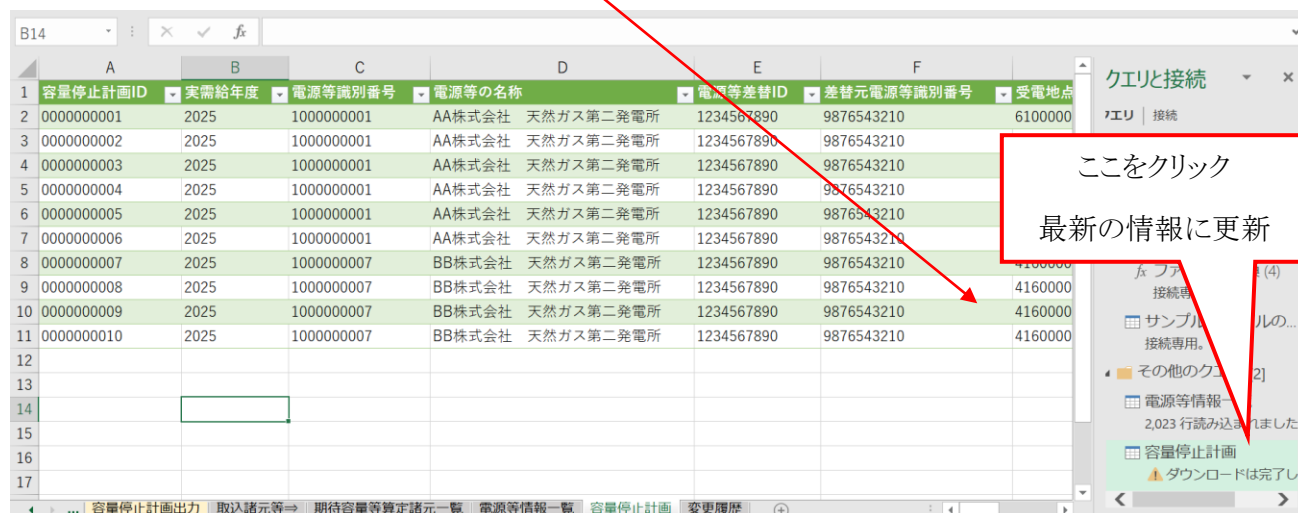 B14 fx
A B C D E F
1 容量停止計画ID 実需給年度 電源等識別番号 電源等の名称 電源等差替ID 差替元電源等識別番号 受電地点
2 0000000001 2025 1000000001 AA株式会社 天然ガス第二発電所 1234567890 9876543210 6100000
3 0000000002 2025 1000000001 AA株式会社 天然ガス第二発電所 1234567890 9876543210
4 0000000003 2025 1000000001 AA株式会社 天然ガス第二発電所 1234567890 9876543210
5 0000000004 2025 1000000001 AA株式会社 天然ガス第二発電所 1234567890 9876543210
6 0000000005 2025 1000000001 AA株式会社 天然ガス第二発電所 1234567890 9876543210
7 0000000006 2025 1000000001 AA株式会社 天然ガス第二発電所 1234567890 9876543210
8 0000000007 2025 1000000007 BB株式会社 天然ガス第二発電所 1234567890 9876543210 4160000
9 0000000008 2025 1000000007 BB株式会社 天然ガス第二発電所 1234567890 9876543210 4160000
10 0000000009 2025 1000000007 BB株式会社 天然ガス第二発電所 1234567890 9876543210 4160000
11 0000000010 2025 1000000007 BB株式会社 天然ガス第二発電所 1234567890 9876543210 4160000
12
13
14
15
16
17
... 容量停止計画出力 取込諸元等⇒ 期待容量等算定諸元一覧 電源等情報一覧 容量停止計画 変更履歴
クエリと接続
クエリ | 接続
ここをクリック
最新の情報に更新
fx ファ (4)
接続専
サンプル ルの...
接続専用。
その他のクエ 2]
電源等情報一
2,023 行読み込まれました
容量停止計画
ダウンロードは完了し